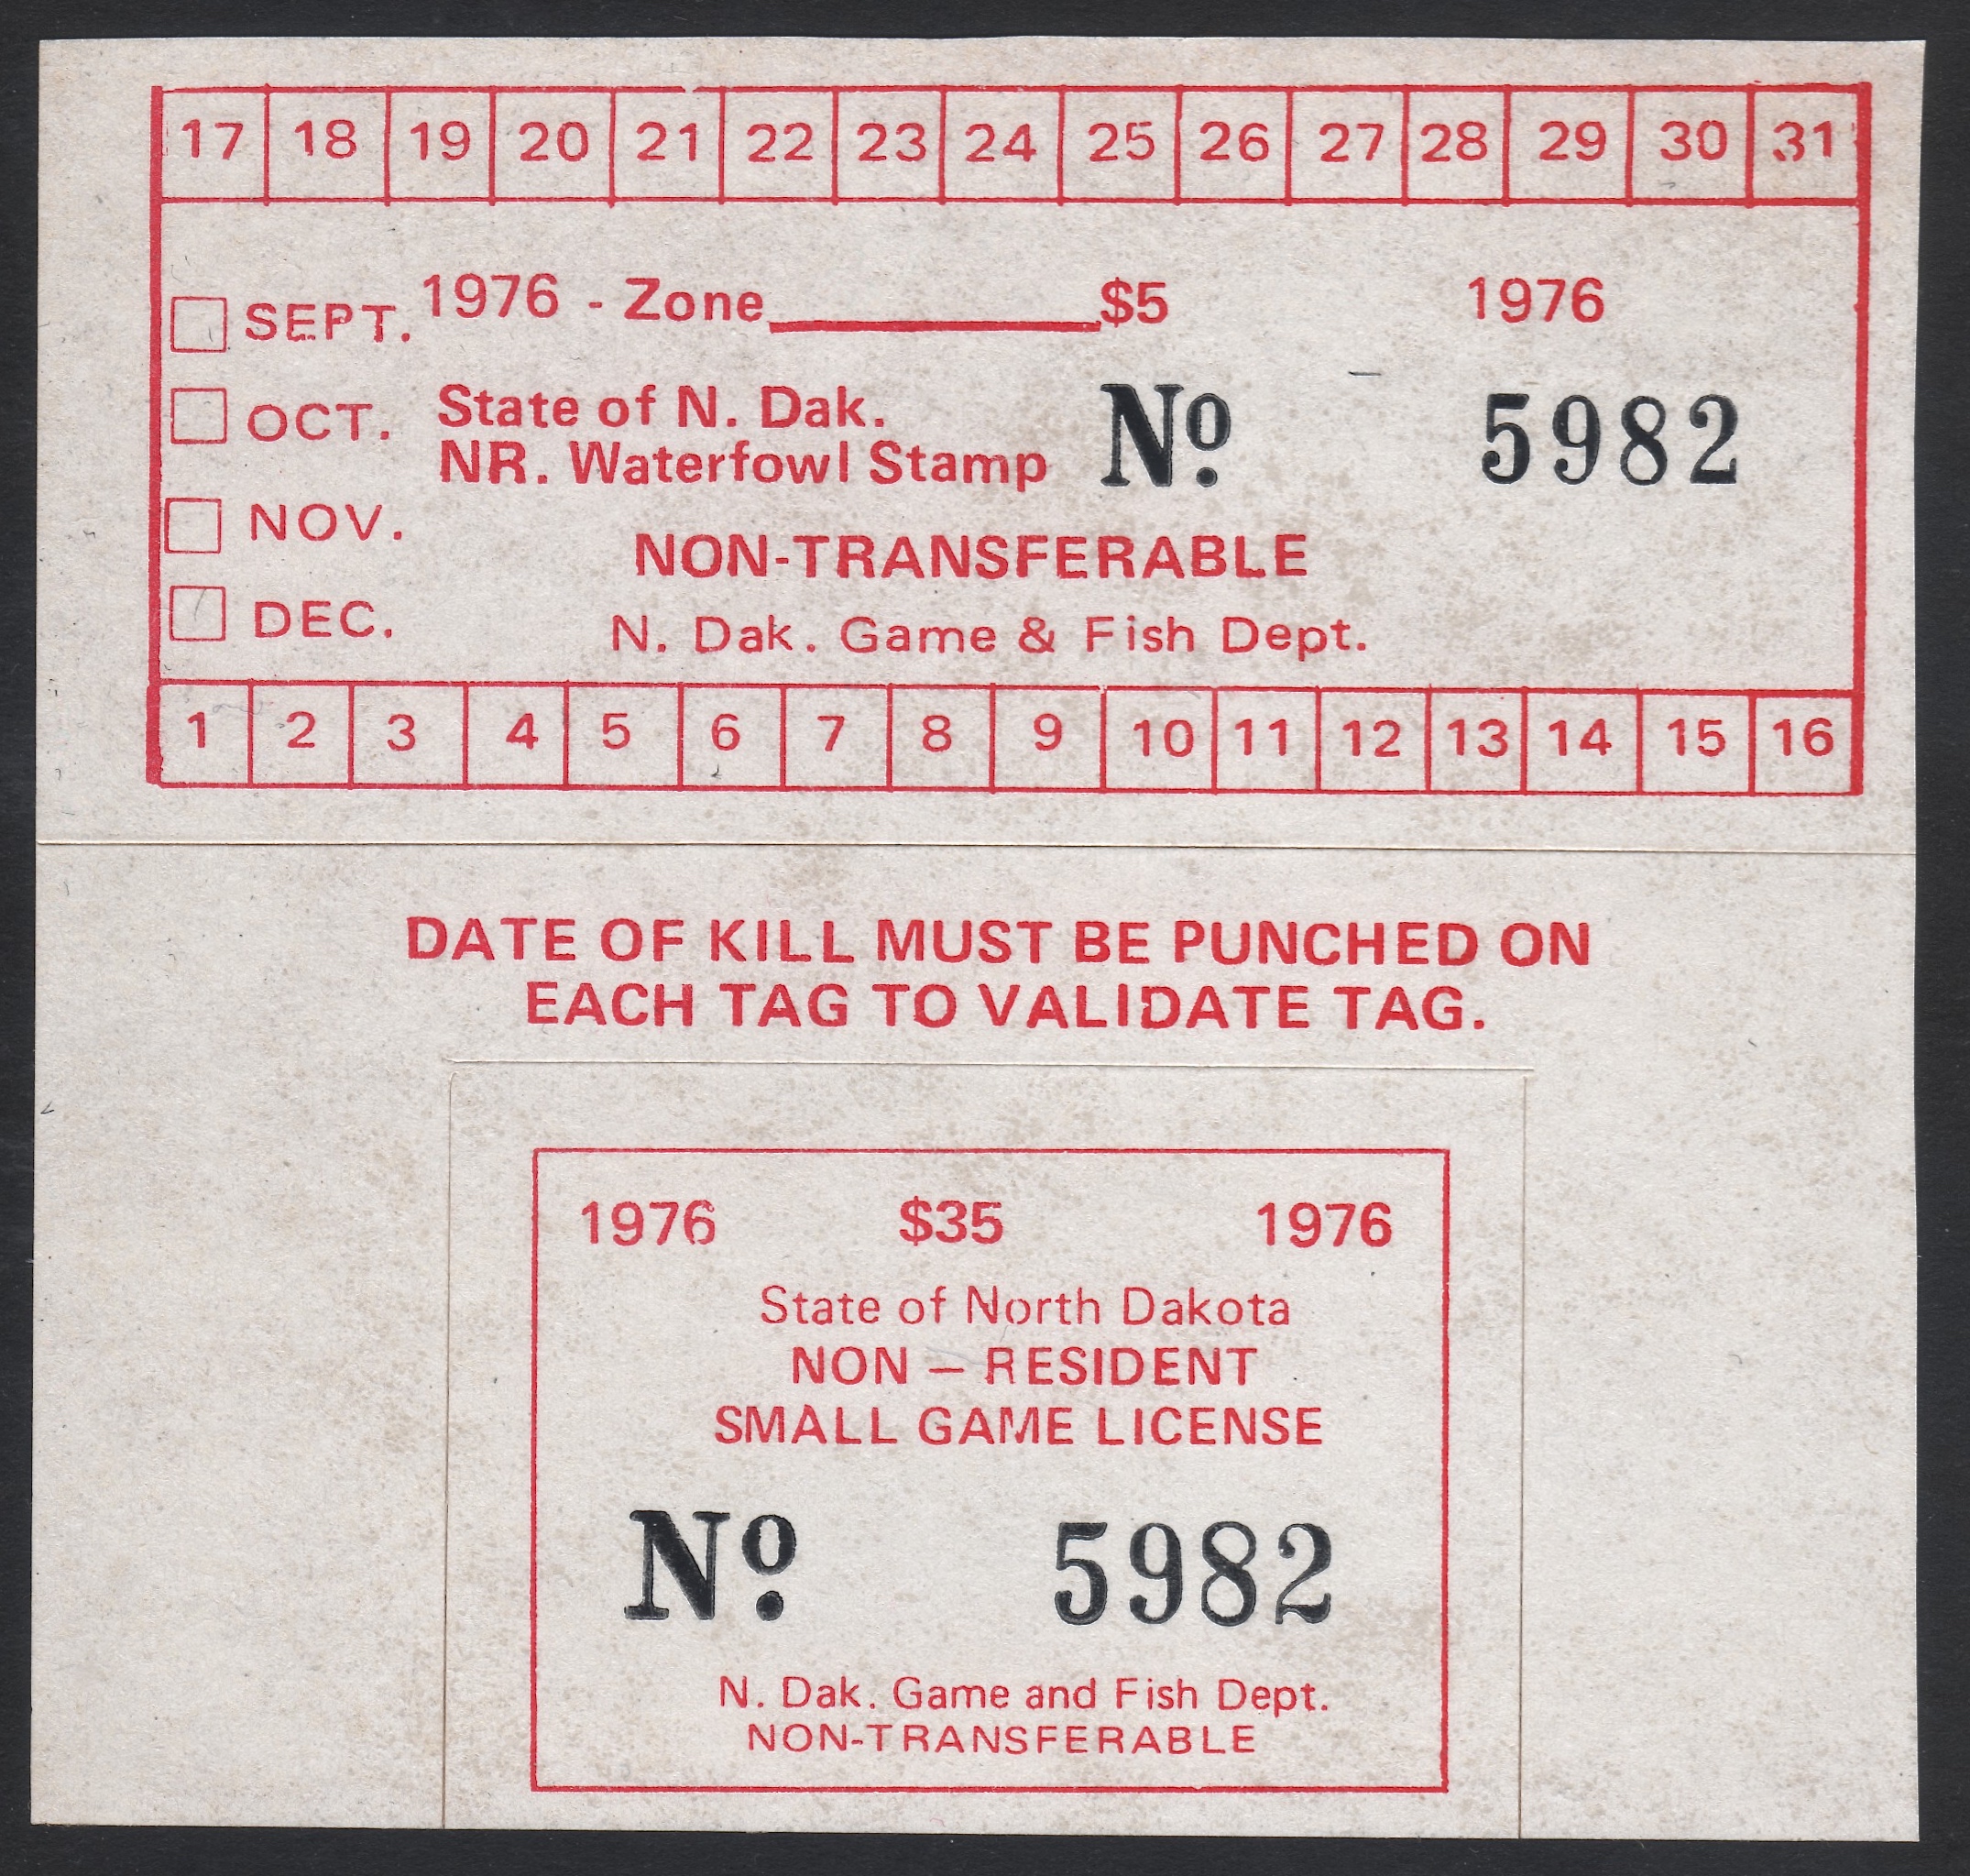 17 18 19 20 21 22 23 24 25 26 27 28 29 30 31
SEPT. 1976 - Zone__________$5 1976
OCT. State of N. Dak. Nº 5982
NR. Waterfowl Stamp
NOV. NON-TRANSFERABLE
DEC. N. Dak. Game & Fish Dept.
1 2 3 4 5 6 7 8 9 10 11 12 13 14 15 16
DATE OF KILL MUST BE PUNCHED ON
EACH TAG TO VALIDATE TAG.
1976 $35 1976
State of North Dakota
NON – RESIDENT
SMALL GAME LICENSE
Nº 5982
N. Dak. Game and Fish Dept.
NON-TRANSFERABLE